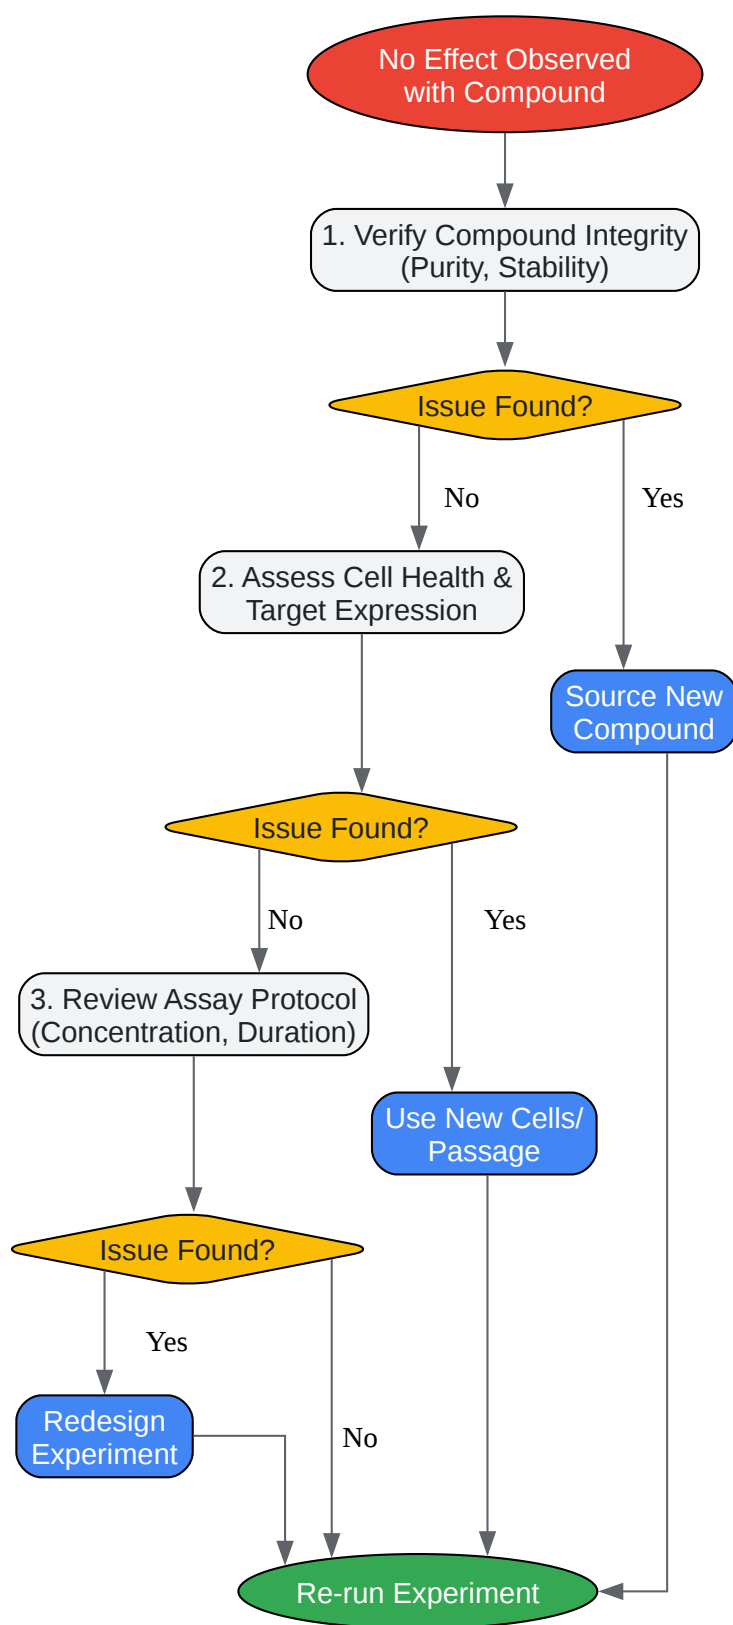 No Effect Observed
with Compound
1. Verify Compound Integrity
(Purity, Stability)
Issue Found?
No
Yes
2. Assess Cell Health &
Target Expression
Source New
Compound
Issue Found?
No
Yes
3. Review Assay Protocol
(Concentration, Duration)
Use New Cells/
Passage
Issue Found?
Yes
No
Redesign
Experiment
Re-run Experiment